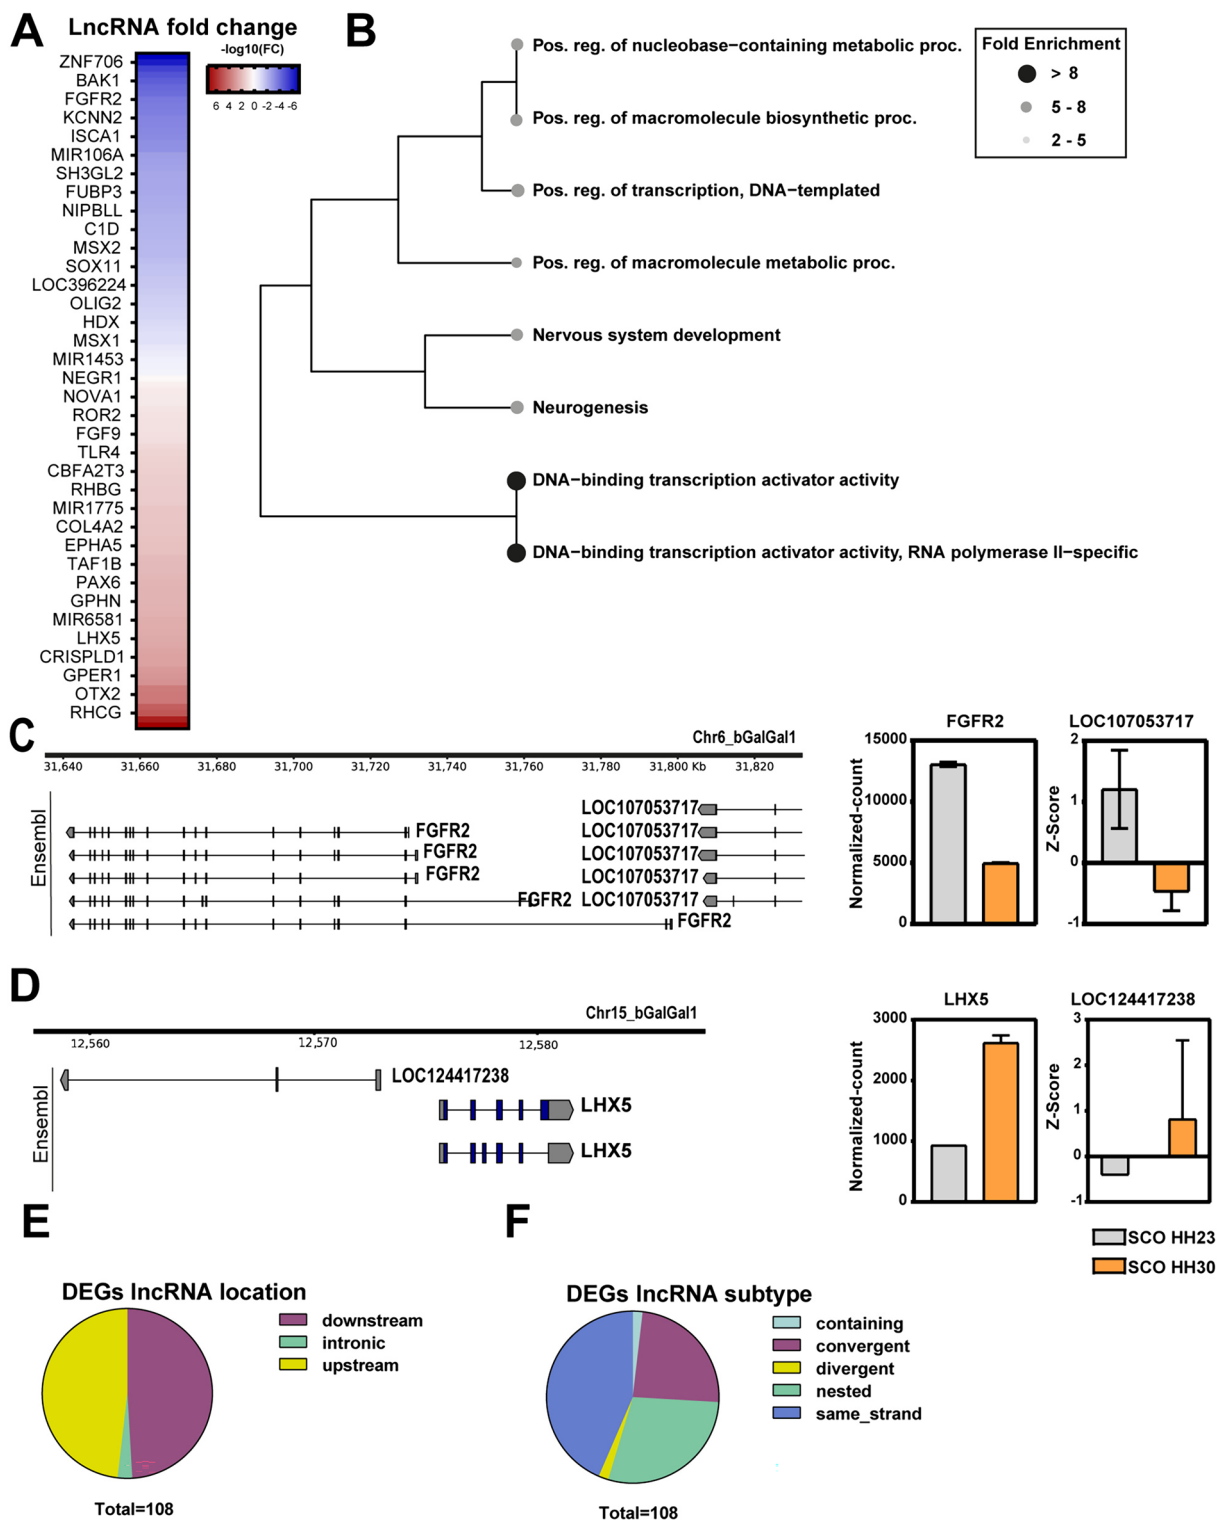 A
LncRNA fold change
-log10(FC)
6 4 2 0 -2 -4 -6
ZNF706
BAK1
FGFR2
KCNN2
ISCA1
MIR106A
SH3GL2
FUBP3
NIPBLL
C1D
MSX2
SOX11
LOC396224
OLIG2
HDX
MSX1
MIR1453
NEGR1
NOVA1
ROR2
FGF9
TLR4
CBFA2T3
RHBG
MIR1775
COL4A2
EPHA5
TAF1B
PAX6
GPHN
MIR6581
LHX5
CRISPLD1
GPER1
OTX2
RHCG
B
Pos. reg. of nucleobase−containing metabolic proc.
Pos. reg. of macromolecule biosynthetic proc.
Pos. reg. of transcription, DNA−templated
Pos. reg. of macromolecule metabolic proc.
Nervous system development
Neurogenesis
DNA−binding transcription activator activity
DNA−binding transcription activator activity, RNA polymerase II−specific
Fold Enrichment
> 8
5 - 8
2 - 5
C
Chr6_bGalGal1
31,640 31,660 31,680 31,700 31,720 31,740 31,760 31,780 31,800 Kb 31,820
Ensembl
LOC107053717
FGFR2 LOC107053717
FGFR2 LOC107053717
FGFR2 LOC107053717
FGFR2 LOC107053717
FGFR2
FGFR2
Normalized-count
15000
10000
5000
0
LOC107053717
Z-Score
2
1
0
-1
D
Chr15_bGalGal1
12,560 12,570 12,580
Ensembl
LOC124417238
LHX5
LHX5
LHX5
Normalized-count
3000
2000
1000
0
LOC124417238
Z-Score
3
2
1
0
-1
SCO HH23
SCO HH30
E
DEGs lncRNA location
downstream
intronic
upstream
Total=108
F
DEGs lncRNA subtype
containing
convergent
divergent
nested
same_strand
Total=108